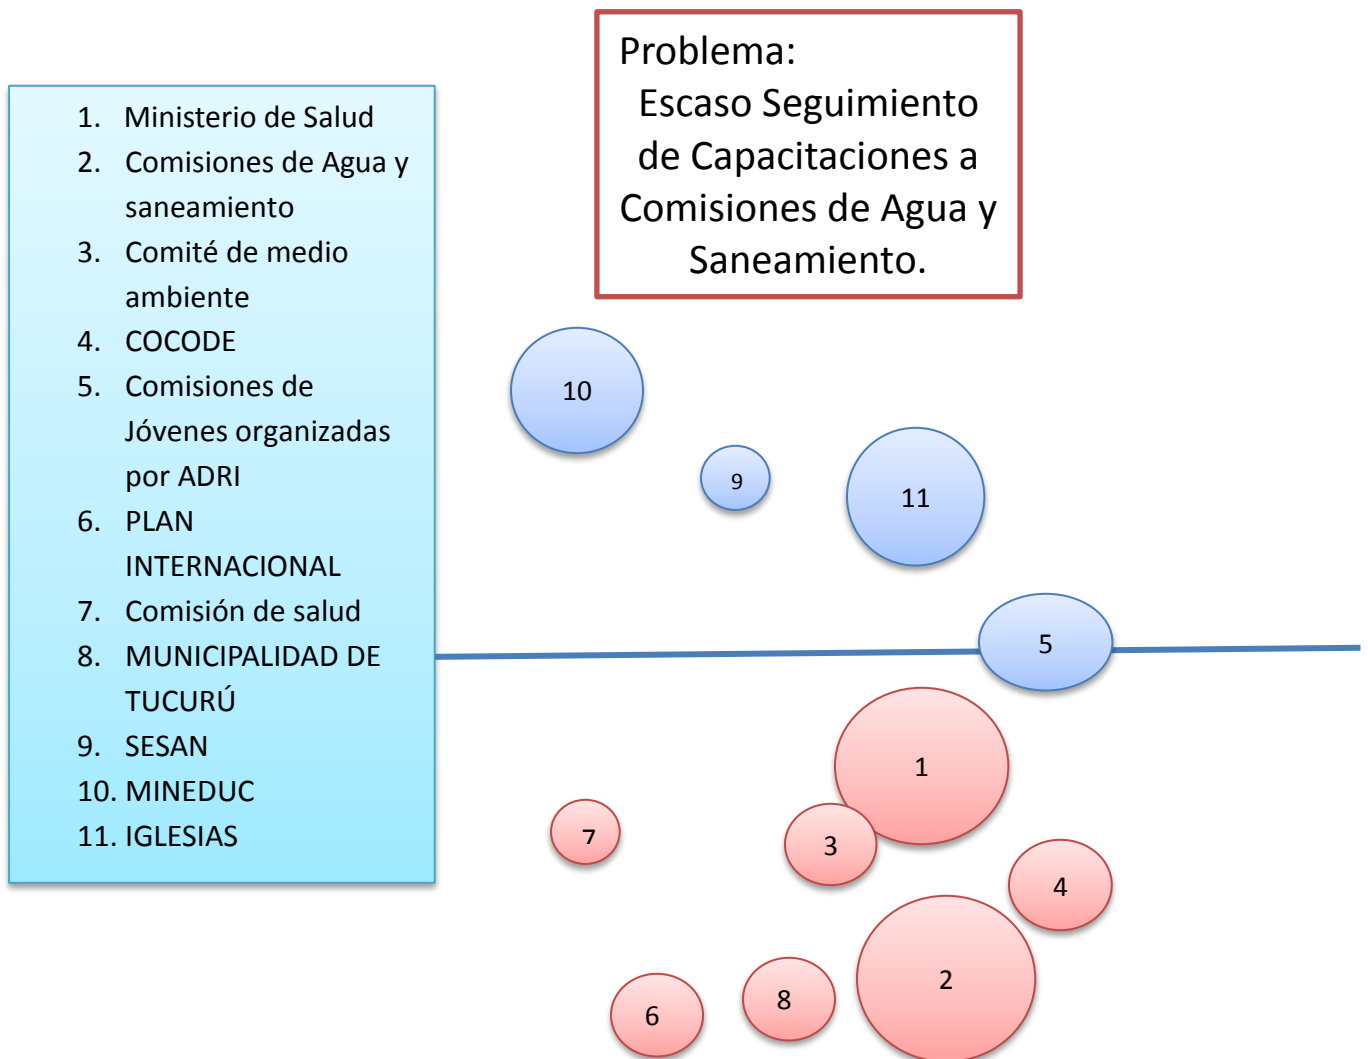 Problema:
Escaso Seguimiento
de Capacitaciones a
Comisiones de Agua y
Saneamiento.
1. Ministerio de Salud
2. Comisiones de Agua y
saneamiento
3. Comité de medio
ambiente
4. COCODE
5. Comisiones de
Jóvenes organizadas
por ADRI
6. PLAN
INTERNACIONAL
7. Comisión de salud
8. MUNICIPALIDAD DE
TUCURÚ
9. SESAN
10. MINEDUC
11. IGLESIAS
10
9
11
5
1
7
3
4
2
8
6